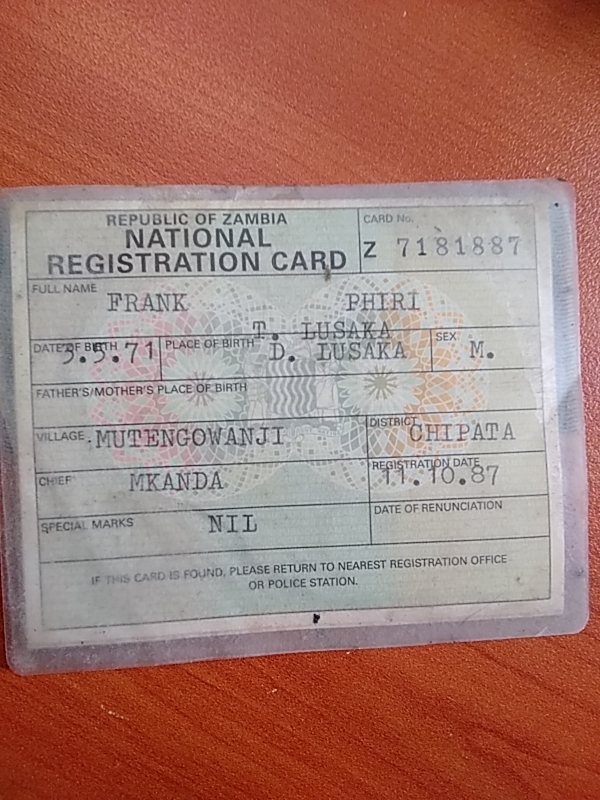 REPUBLIC OF ZAMBIA
NATIONAL
REGISTRATION CARD
CARD No.
Z 7181887
FULL NAME
FRANK PHIRI
DATE OF BIRTH 3.5.71
PLACE OF BIRTH T. LUSAKA
D. LUSAKA
SEX M.
FATHER'S/MOTHER'S PLACE OF BIRTH
VILLAGE MUTENGOWANJI
DISTRICT CHIPATA
CHIEF MKANDA
REGISTRATION DATE 11.10.87
SPECIAL MARKS NIL
DATE OF RENUNCIATION
IF THIS CARD IS FOUND, PLEASE RETURN TO NEAREST REGISTRATION OFFICE
OR POLICE STATION.